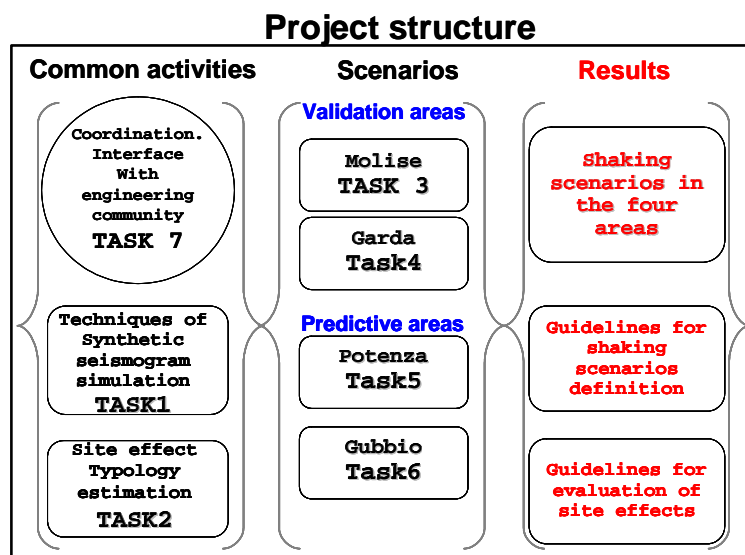 Project structure
Common activities
Coordination.
Interface
With
engineering
community
TASK 7
Techniques of
Synthetic
seismogram
simulation
TASK1
Site effect
Typology
estimation
TASK2
Scenarios
Validation areas
Molise
TASK 3
Garda
Task4
Predictive areas
Potenza
Task5
Gubbio
Task6
Results
Shaking
scenarios in
the four
areas
Guidelines for
shaking
scenarios
definition
Guidelines for
evaluation of
site effects